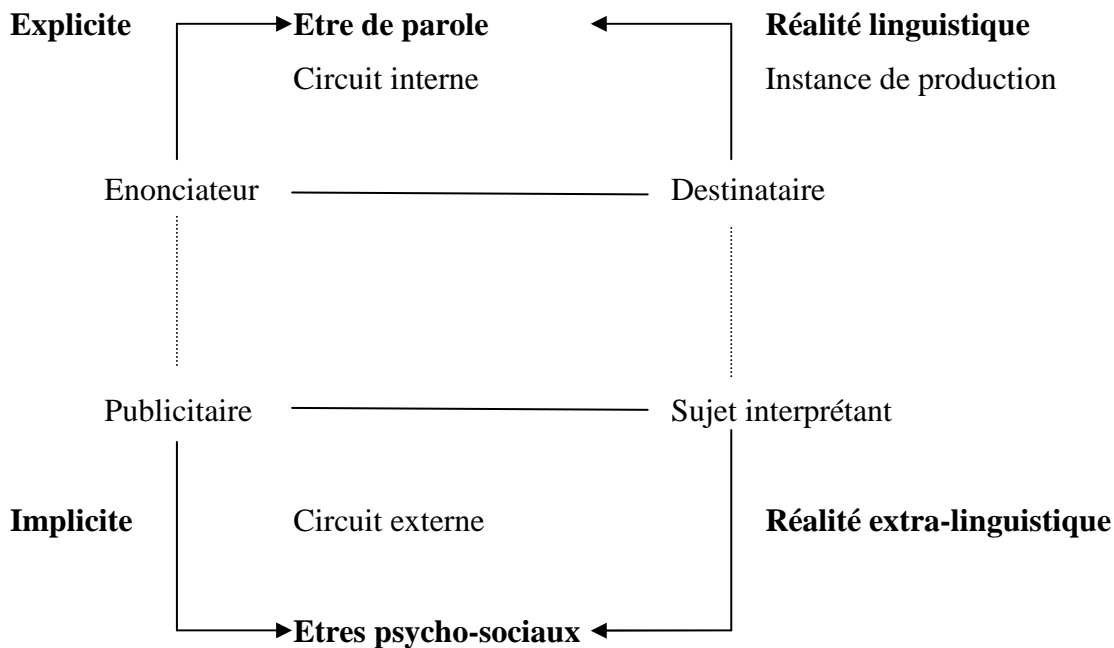 Explicite Etre de parole Réalité linguistique
Circuit interne Instance de production
Enonciateur Destinataire
Publicitaire Sujet interprétant
Implicite Circuit externe Réalité extra-linguistique
Etres psycho-sociaux